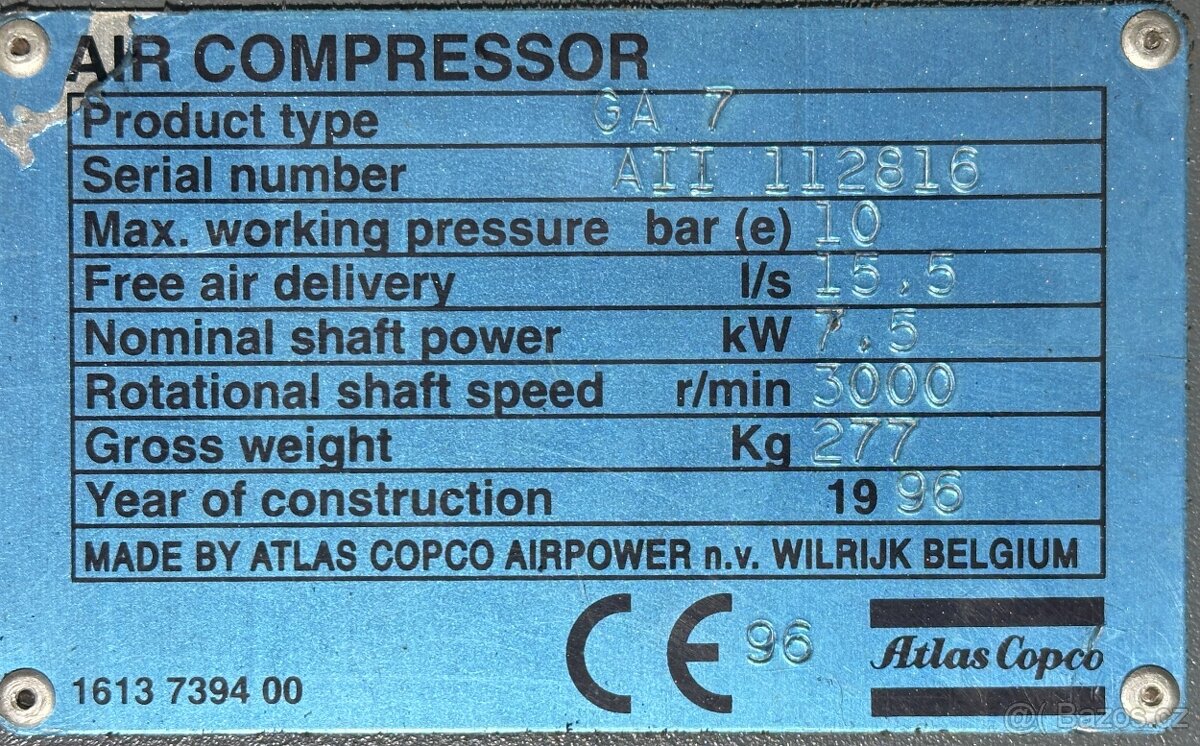 AIR COMPRESSOR
Product type GA 7
Serial number AII 112816
Max. working pressure bar (e) 10
Free air delivery l/s 15.5
Nominal shaft power kW 7.5
Rotational shaft speed r/min 3000
Gross weight Kg 277
Year of construction 19 96
MADE BY ATLAS COPCO AIRPOWER n.v. WILRIJK BELGIUM
CE 96 Atlas Copco
1613 7394 00
@( Bazos.cz